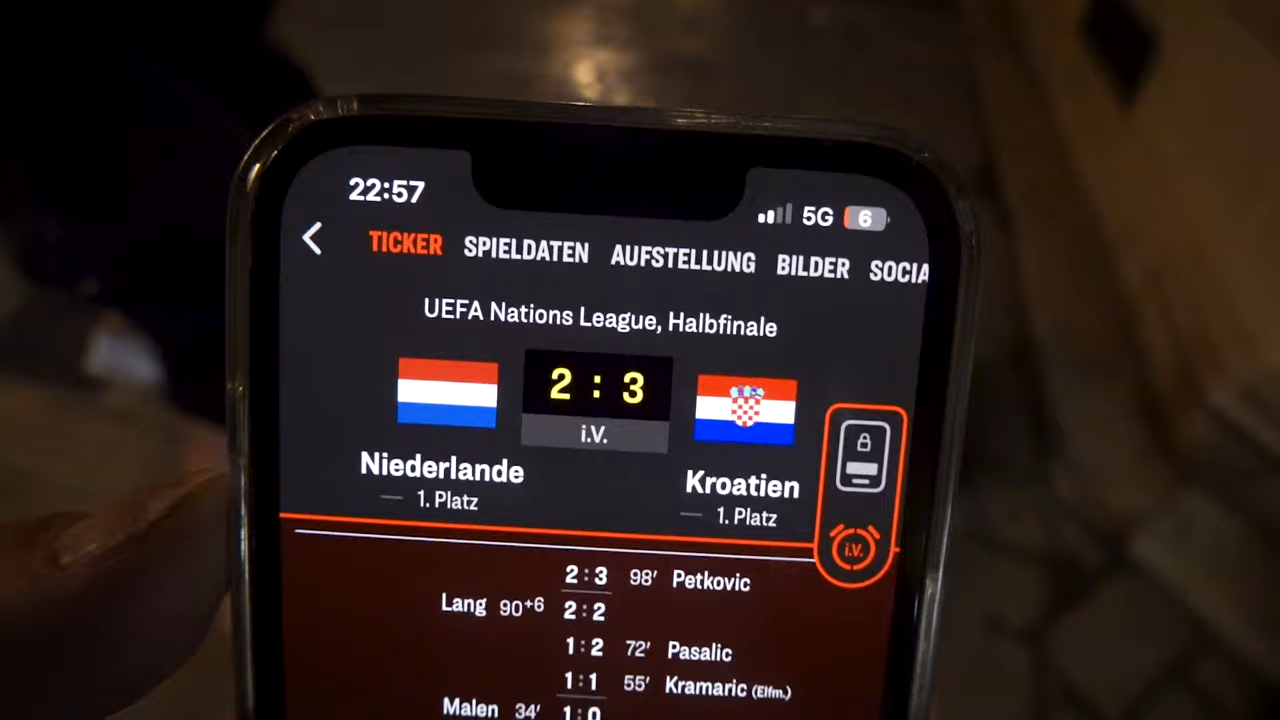 22:57
5G 6
TICKER SPIELDATEN AUFSTELLUNG BILDER SOCIA
UEFA Nations League, Halbfinale
2 : 3
i.V.
Niederlande
Kroatien
1. Platz
1. Platz
i.V.
2:3 98' Petkovic
Lang 90+6 2:2
1:2 72' Pasalic
1:1 55' Kramaric (Elfm.)
Malen 34' 1:0